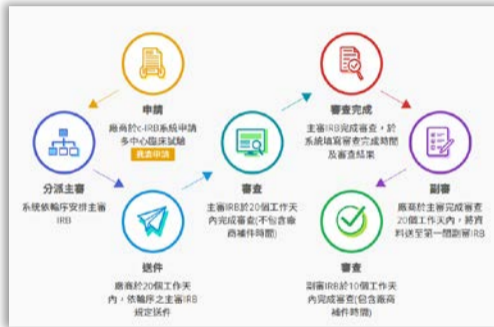 申請
廠商於c-IRB系統申請
多中心臨床試驗
我要申請
分派主審
系統依輪序安排主審
IRB
送件
廠商於20個工作天
內，依輪序之主審IRB
規定送件
審查
主審IRB於20個工作天
內完成審查(不包含廠
商補件時間)
審查完成
主審IRB完成審查，於
系統填寫審查完成時間
及審查結果
副審
廠商於主審完成審查
20個工作天內，將資
料送至第一間副審IRB
審查
副審IRB於10個工作天
內完成審查(包含廠商
補件時間)